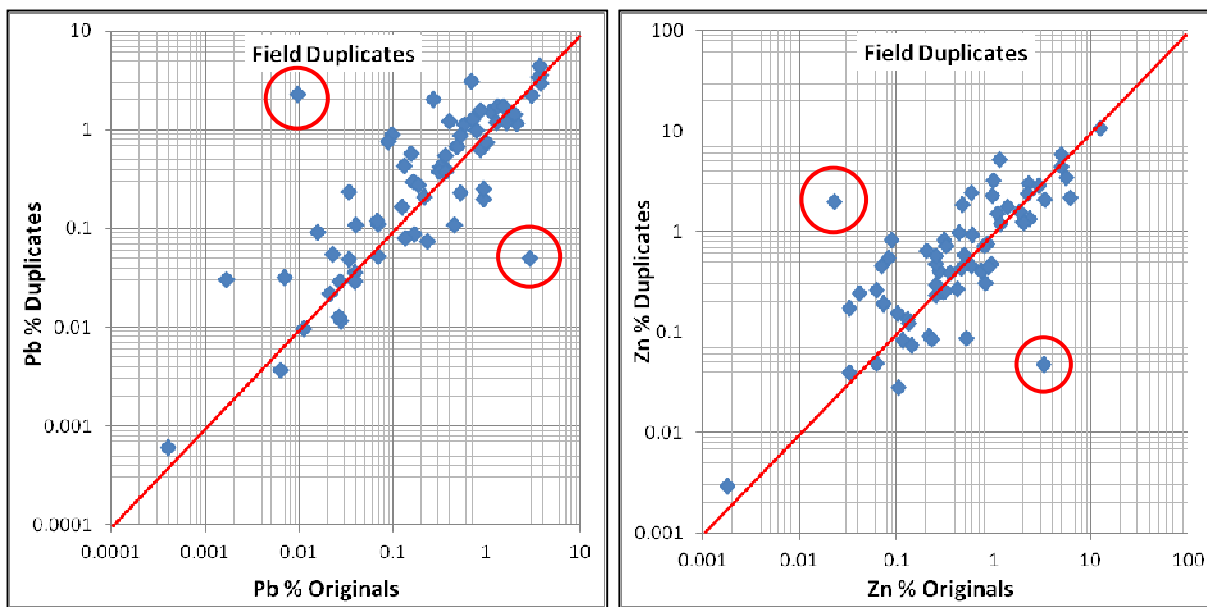 Field Duplicates
10
1
0.1
0.01
0.001
0.0001
Pb % Duplicates
0.0001 0.001 0.01 0.1 1 10
Pb % Originals
Field Duplicates
100
10
1
0.1
0.01
0.001
Zn % Duplicates
0.001 0.01 0.1 1 10 100
Zn % Originals